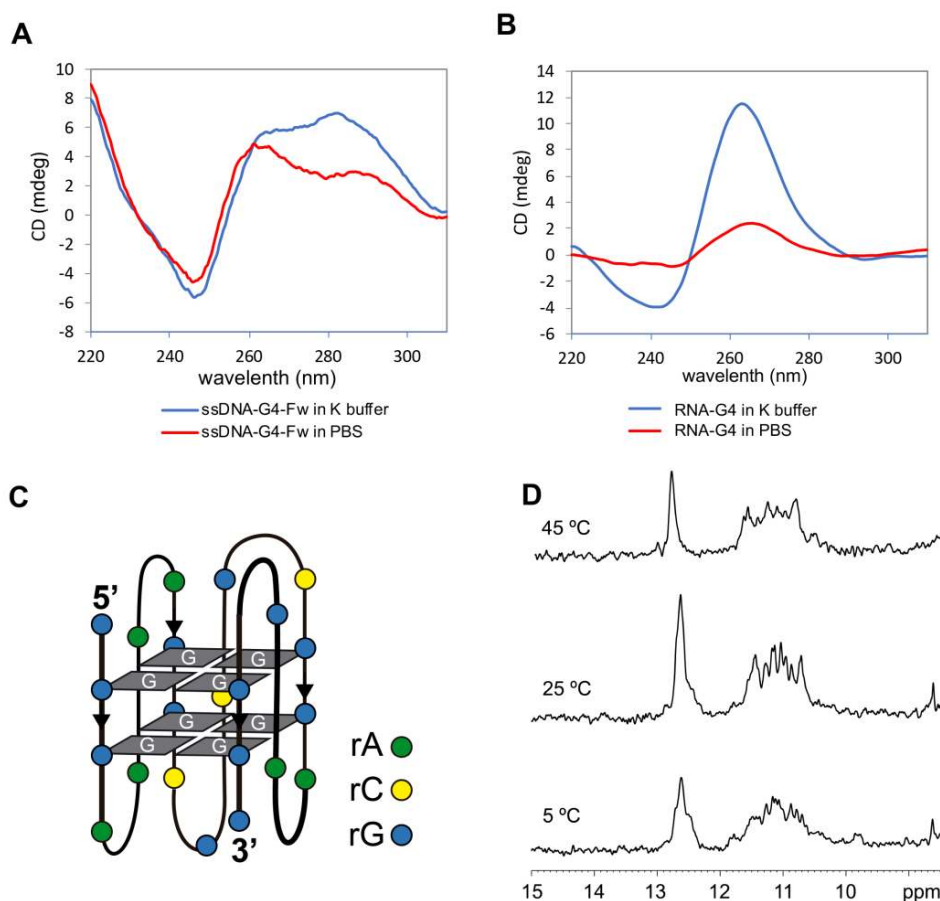 A
10
8
6
4
2
0
-2
-4
-6
-8
CD (mdeg)
220 240 260 280 300
wavelenth (nm)
ssDNA-G4-Fw in K buffer
ssDNA-G4-Fw in PBS
B
14
12
10
8
6
4
2
0
-2
-4
-6
CD (mdeg)
220 240 260 280 300
wavelenth (nm)
RNA-G4 in K buffer
RNA-G4 in PBS
C
5’
G G
G G
G G
G G
3’
rA
rC
rG
D
45 ºC
25 ºC
5 ºC
15 14 13 12 11 10 ppm